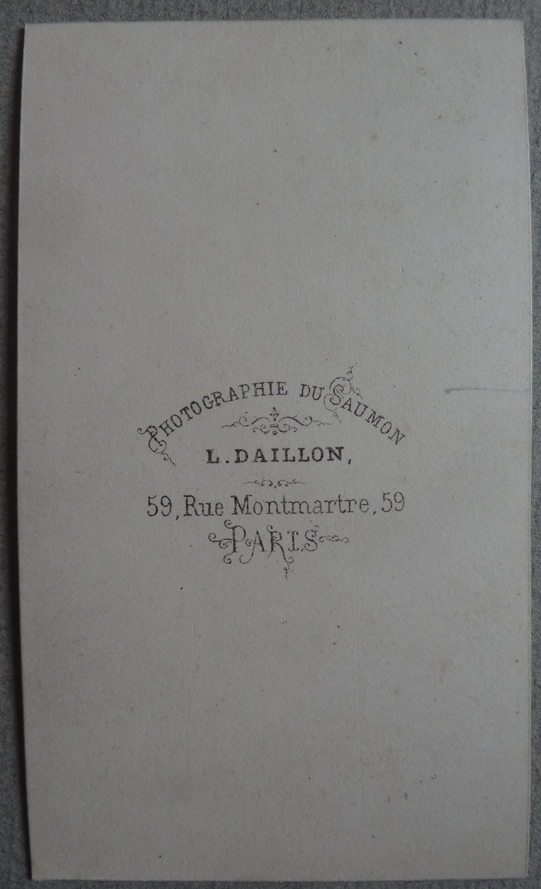 PHOTOGRAPHIE DU SAUMON
L. DAILLON,
59, Rue Montmartre, 59
PARIS